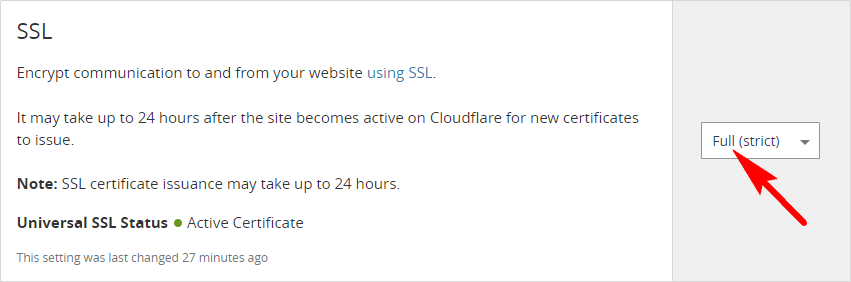 SSL
Encrypt communication to and from your website using SSL.
It may take up to 24 hours after the site becomes active on Cloudflare for new certificates
to issue.
Full (strict)
Note: SSL certificate issuance may take up to 24 hours.
Universal SSL Status Active Certificate
This setting was last changed 27 minutes ago